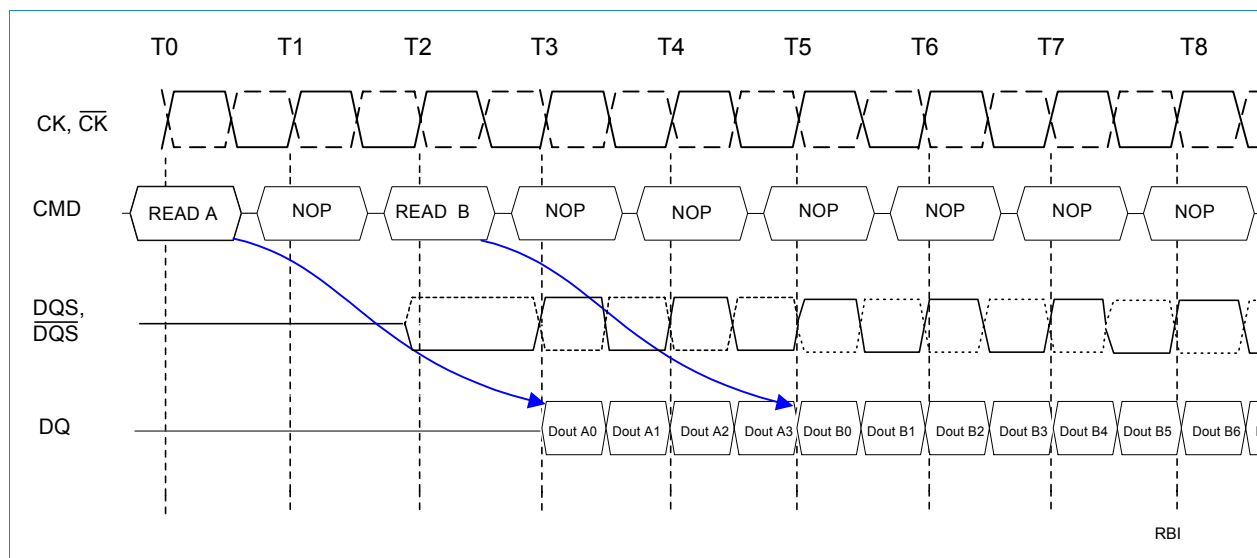 T0 T1 T2 T3 T4 T5 T6 T7 T8
CK, CK
CMD READ A NOP READ B NOP NOP NOP NOP NOP NOP
DQS,
DQS
DQ Dout A0 Dout A1 Dout A2 Dout A3 Dout B0 Dout B1 Dout B2 Dout B3 Dout B4 Dout B5 Dout B6
RBI